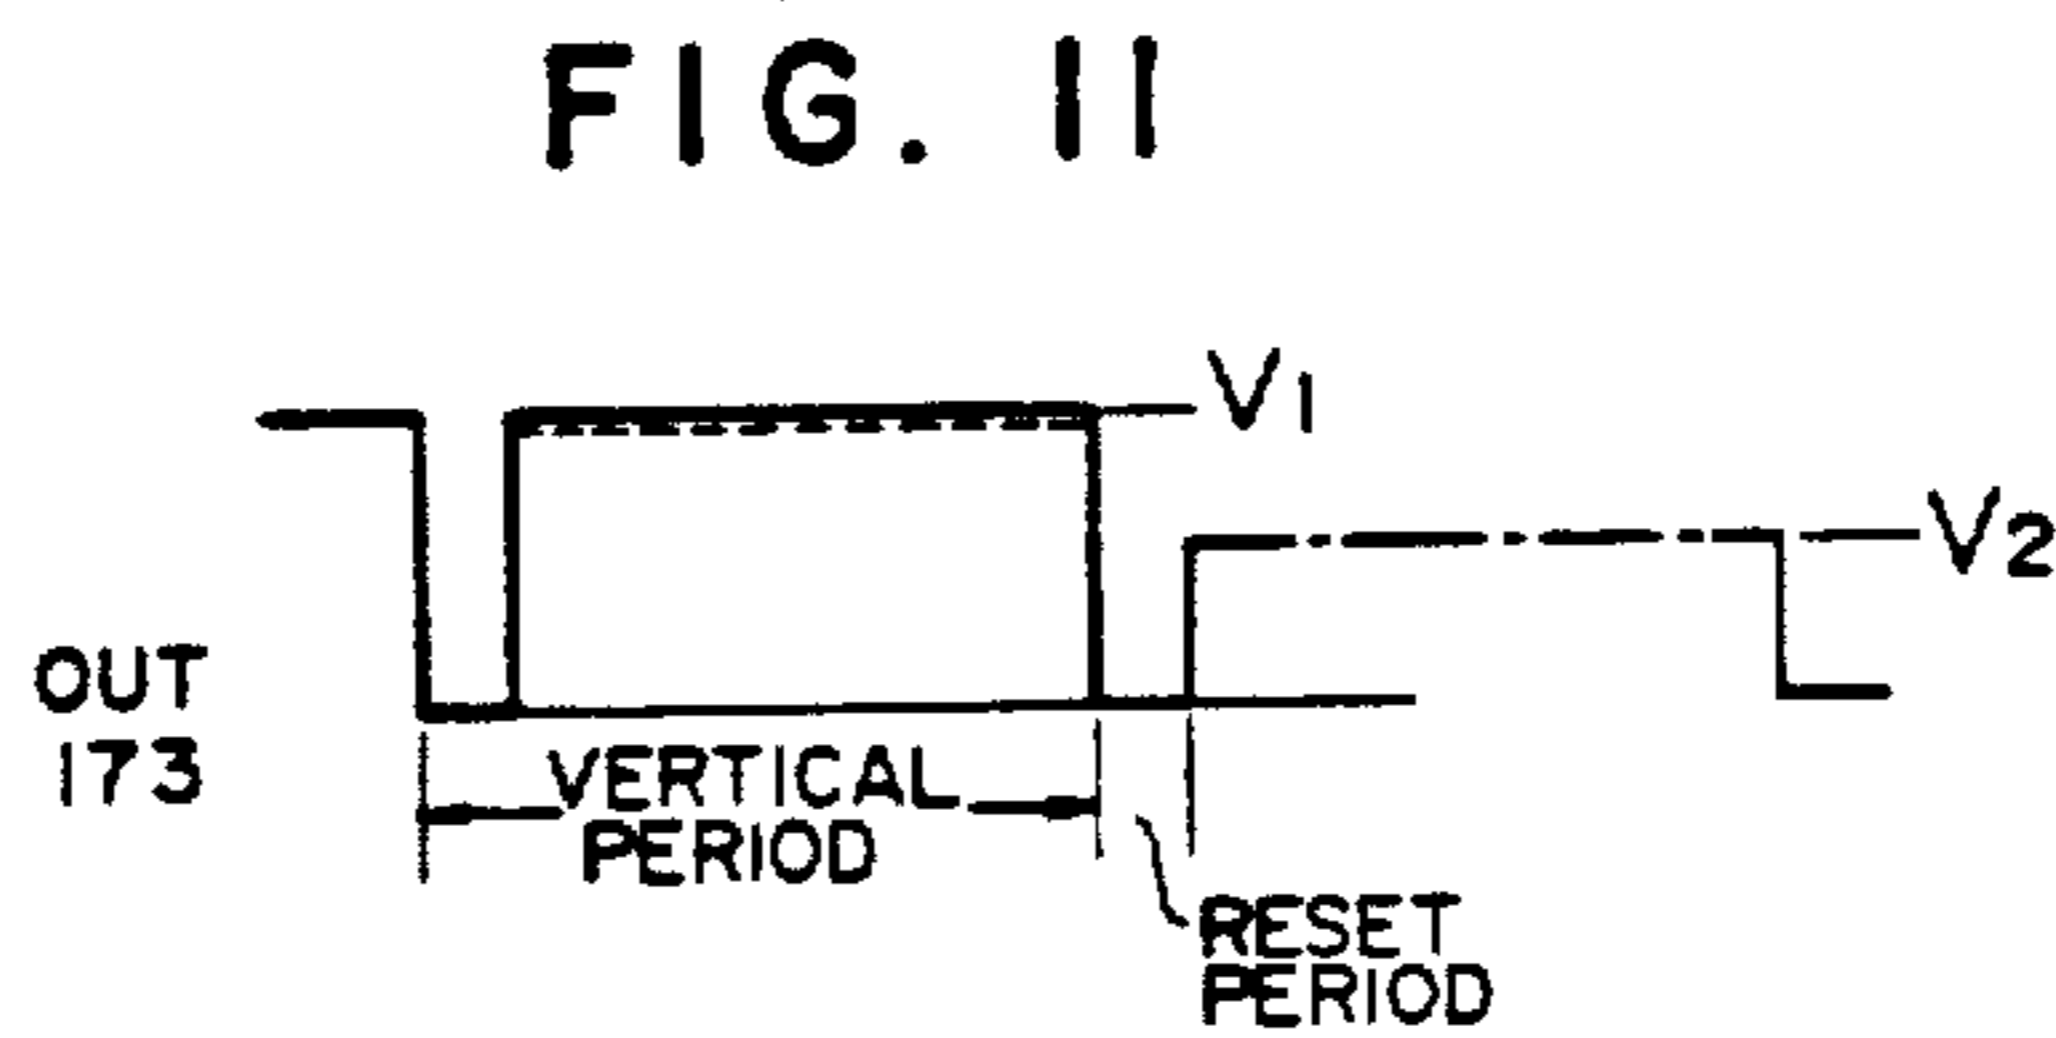 FIG. 11
V1
V2
OUT
173
VERTICAL
PERIOD
RESET
PERIOD